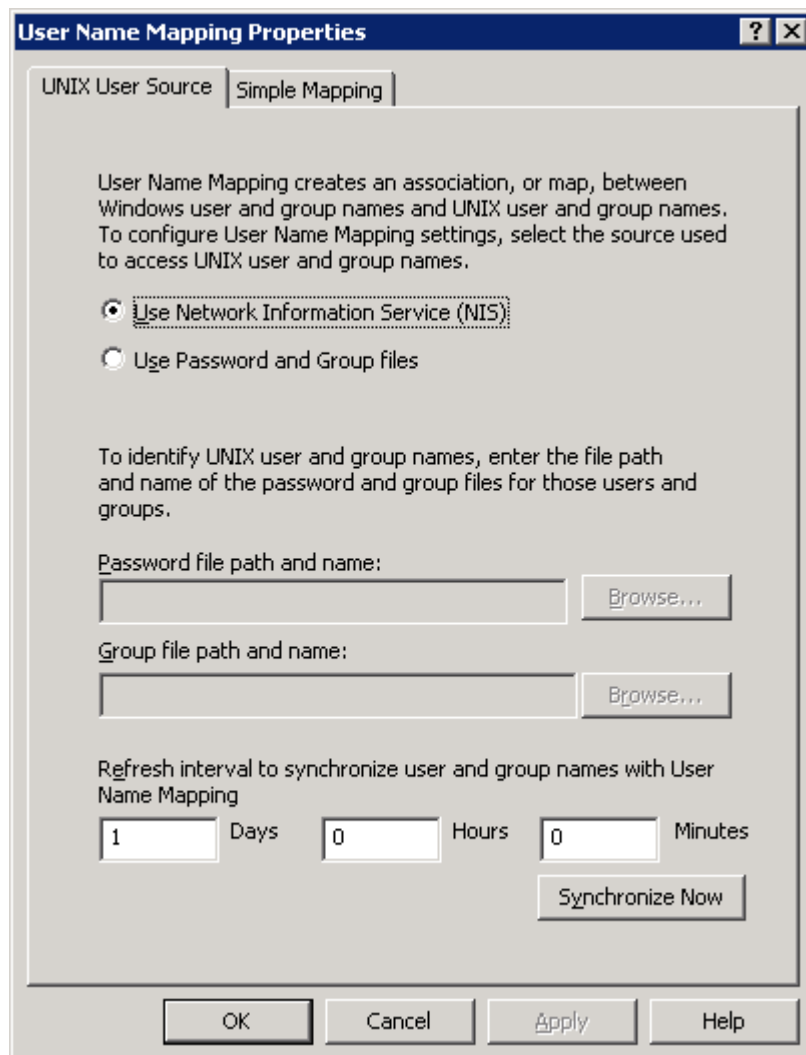 User Name Mapping Properties
UNIX User Source
Simple Mapping
User Name Mapping creates an association, or map, between
Windows user and group names and UNIX user and group names.
To configure User Name Mapping settings, select the source used
to access UNIX user and group names.
Use Network Information Service (NIS)
Use Password and Group files
To identify UNIX user and group names, enter the file path
and name of the password and group files for those users and
groups.
Password file path and name:
Browse...
Group file path and name:
Browse...
Refresh interval to synchronize user and group names with User
Name Mapping
1 Days 0 Hours 0 Minutes
Synchronize Now
OK Cancel Apply Help